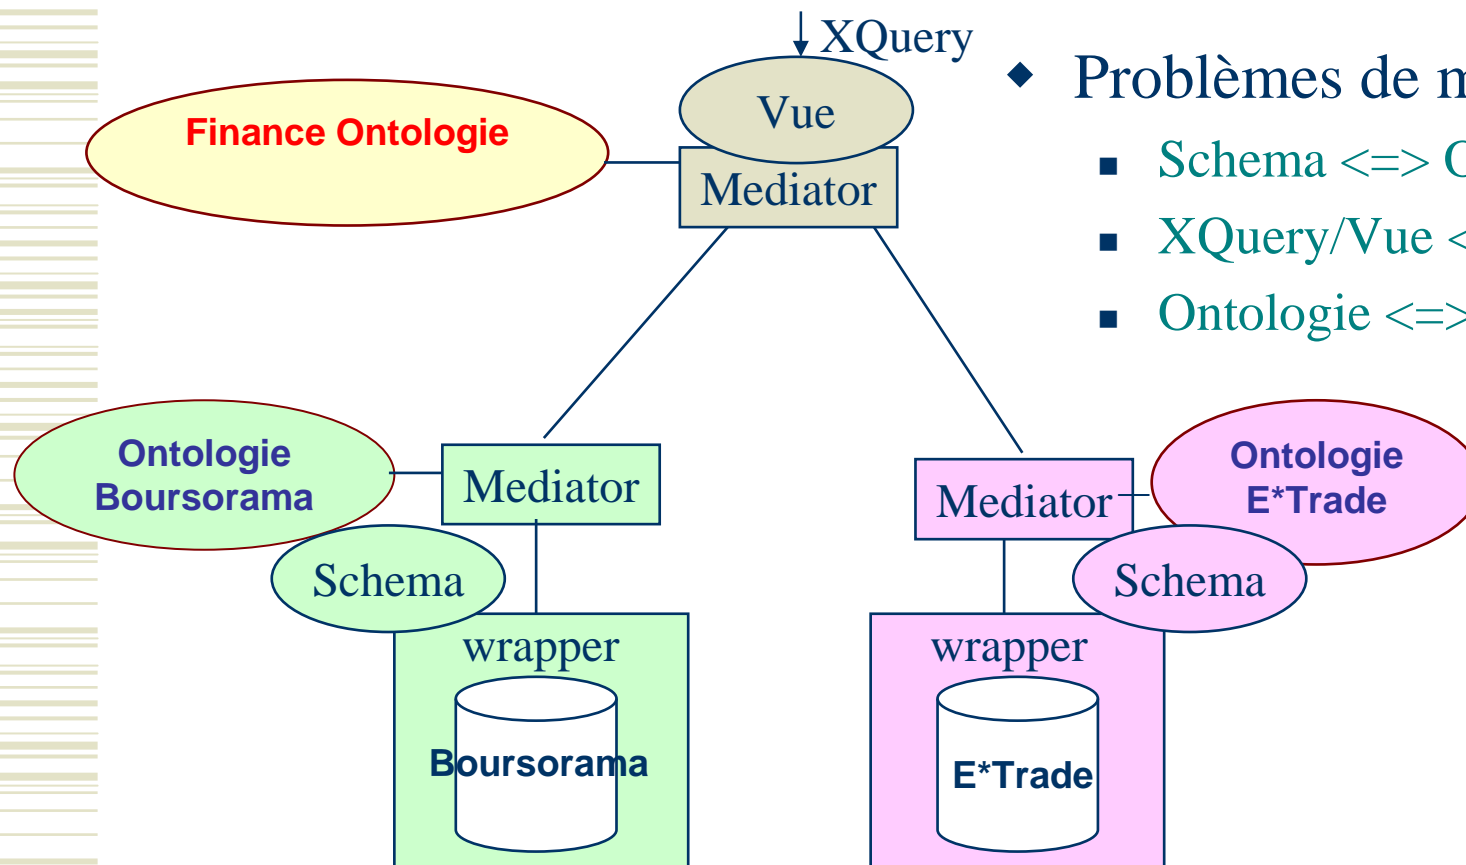 XQuery
Vue
Mediator
Finance Ontologie
Problèmes de
Schema <=>
XQuery/Vue
Ontologie <=>
Ontologie
Boursorama
Mediator
Schema
wrapper
Boursorama
Mediator
Ontologie
E*Trade
Schema
wrapper
E*Trade